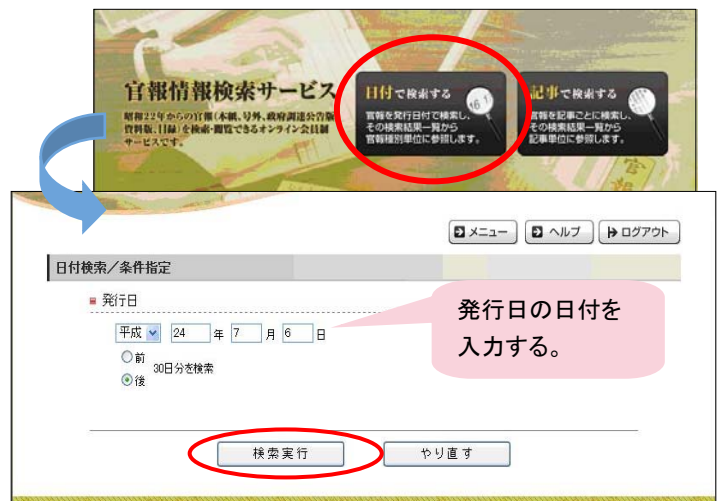 官報情報検索サービス
昭和22年からの官報(本紙、号外、政府調達公告版
資料版、目録)を検索・閲覧できるオンライン会員制
サービスです。
日付で検索する
官報を発行日付で検索し、
その検索結果一覧から
官報種別単位に参照します。
記事で検索する
官報を記事ごとに検索し、
その検索結果一覧から
記事単位に参照します。
メニュー ヘルプ ログアウト
日付検索/条件指定
発行日
平成 24 年 7 月 6 日
前
30日分を検索
後
発行日の日付を
入力する。
検索実行 やり直す